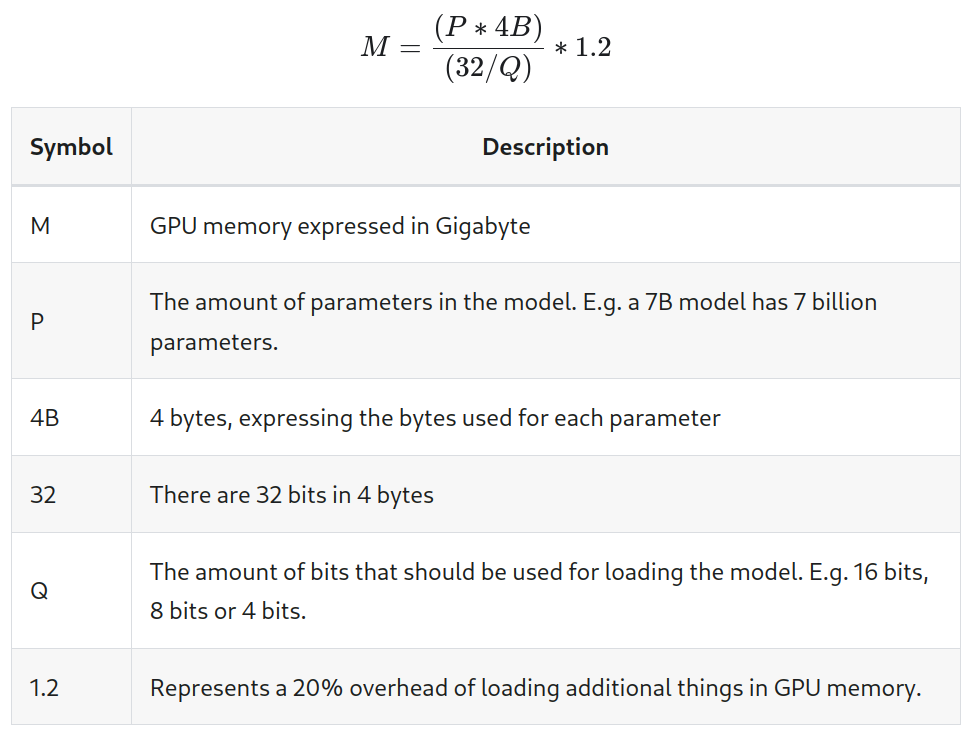 M = (P * 4B) / (32/Q) * 1.2
Symbol Description
M GPU memory expressed in Gigabyte
P The amount of parameters in the model. E.g. a 7B model has 7 billion
parameters.
4B 4 bytes, expressing the bytes used for each parameter
32 There are 32 bits in 4 bytes
Q The amount of bits that should be used for loading the model. E.g. 16 bits,
8 bits or 4 bits.
1.2 Represents a 20% overhead of loading additional things in GPU memory.